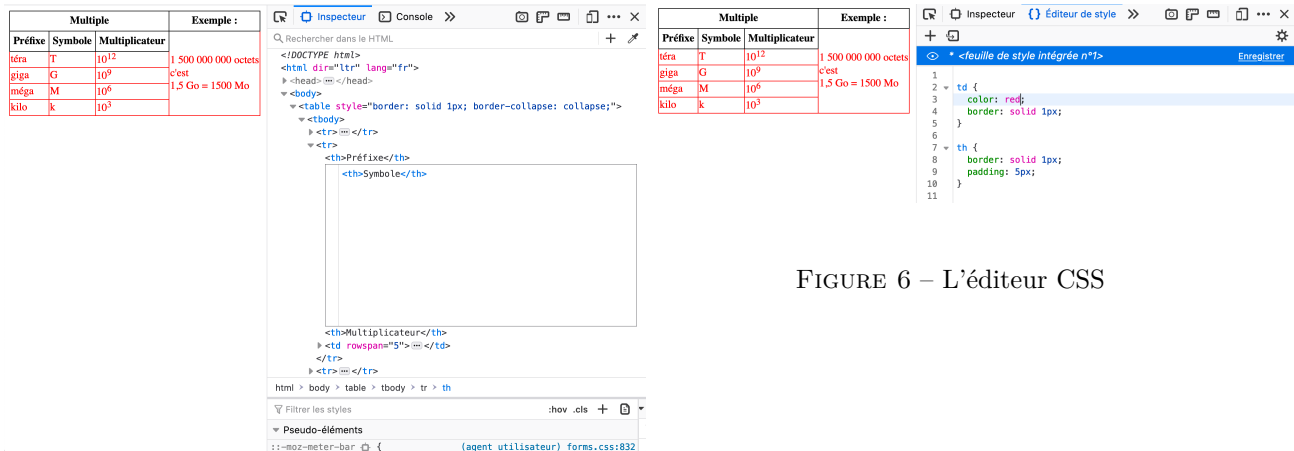 Multiple Exemple :
Préfixe Symbole Multiplicateur
téra T 10¹² 1 500 000 000 octets
giga G 10⁹ c'est
méga M 10⁶ 1,5 Go = 1500 Mo
kilo k 10³
Inspecteur Console
Rechercher dans le HTML
<!DOCTYPE html>
<html dir="ltr" lang="fr">
<head> ··· </head>
<body>
<table style="border: solid 1px; border-collapse: collapse;">
<tbody>
<tr> ··· </tr>
<tr>
<th>Préfixe</th>
<th>Symbole</th>
<th>Multiplicateur</th>
<td rowspan="5"> ··· </td>
</tr>
<tr> ··· </tr>
html > body > table > tbody > tr > th
Filtrer les styles :hov .cls
Pseudo-éléments
::-moz-meter-bar { (agent utilisateur) forms.css:832
Multiple Exemple :
Préfixe Symbole Multiplicateur
téra T 10¹² 1 500 000 000 octets
giga G 10⁹ c'est
méga M 10⁶ 1,5 Go = 1500 Mo
kilo k 10³
Inspecteur {} Éditeur de style
* <feuille de style intégrée n°1> Enregistrer
1
2 td {
3 color: red;
4 border: solid 1px;
5 }
6
7 th {
8 border: solid 1px;
9 padding: 5px;
10 }
11
FIGURE 6 – L'éditeur CSS